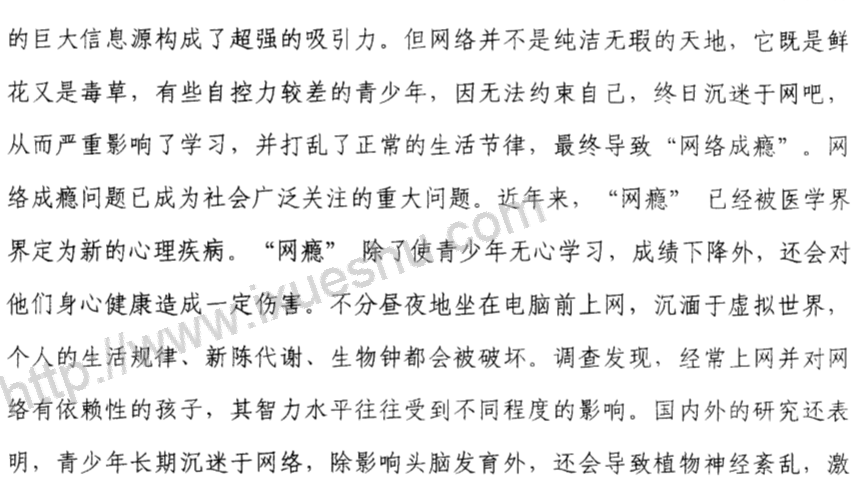 的巨大信息源构成了超强的吸引力。但网络并不是纯洁无瑕的天地，它既是鲜
花又是毒草，有些自控力较差的青少年，因无法约束自己，终日沉迷于网吧，
从而严重影响了学习，并打乱了正常的生活节律，最终导致“网络成瘾”。网
络成瘾问题已成为社会广泛关注的重大问题。近年来，“网瘾” 已经被医学界
界定为新的心理疾病。“网瘾” 除了使青少年无心学习，成绩下降外，还会对
他们身心健康造成一定伤害。不分昼夜地坐在电脑前上网，沉湎于虚拟世界，
个人的生活规律、新陈代谢、生物钟都会被破坏。调查发现，经常上网并对网
络有依赖性的孩子，其智力水平往往受到不同程度的影响。国内外的研究还表
明，青少年长期沉迷于网络，除影响头脑发育外，还会导致植物神经紊乱，激
http://www.ixueshu.com